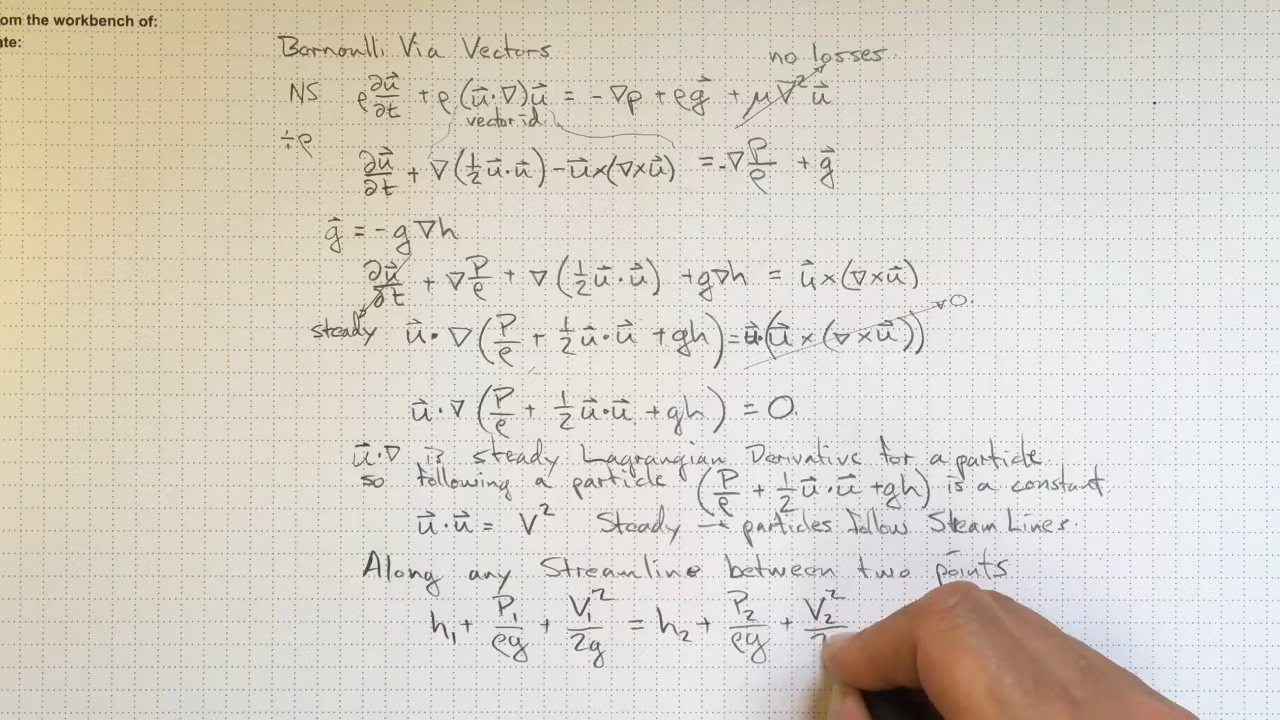 om the workbench of:
ate:
Bernoulli Via Vectors
no losses
NS ρ ∂u⃗/∂t + ρ(u⃗·∇)u⃗ = -∇p + ρg⃗ + μ∇²u⃗
vector id.
÷ρ
∂u⃗/∂t + ∇(½u⃗·u⃗) - u⃗×(∇×u⃗) = -∇P/ρ + g⃗
g⃗ = -g∇h
∂u⃗/∂t + ∇P/ρ + ∇(½u⃗·u⃗) + g∇h = u⃗×(∇×u⃗)
steady u⃗·∇(P/ρ + ½u⃗·u⃗ + gh) = u⃗·(u⃗×(∇×u⃗)) 0.
u⃗·∇(P/ρ + ½u⃗·u⃗ + gh) = 0.
u⃗·∇ is steady Lagrangian Derivative for a particle.
so following a particle (P/ρ + ½u⃗·u⃗ + gh) is a constant.
u⃗·u⃗ = V² Steady → particles follow Steam Lines.
Along any Streamline between two points
h₁ + P₁/ρg + V₁²/2g = h₂ + P₂/ρg + V₂²/2